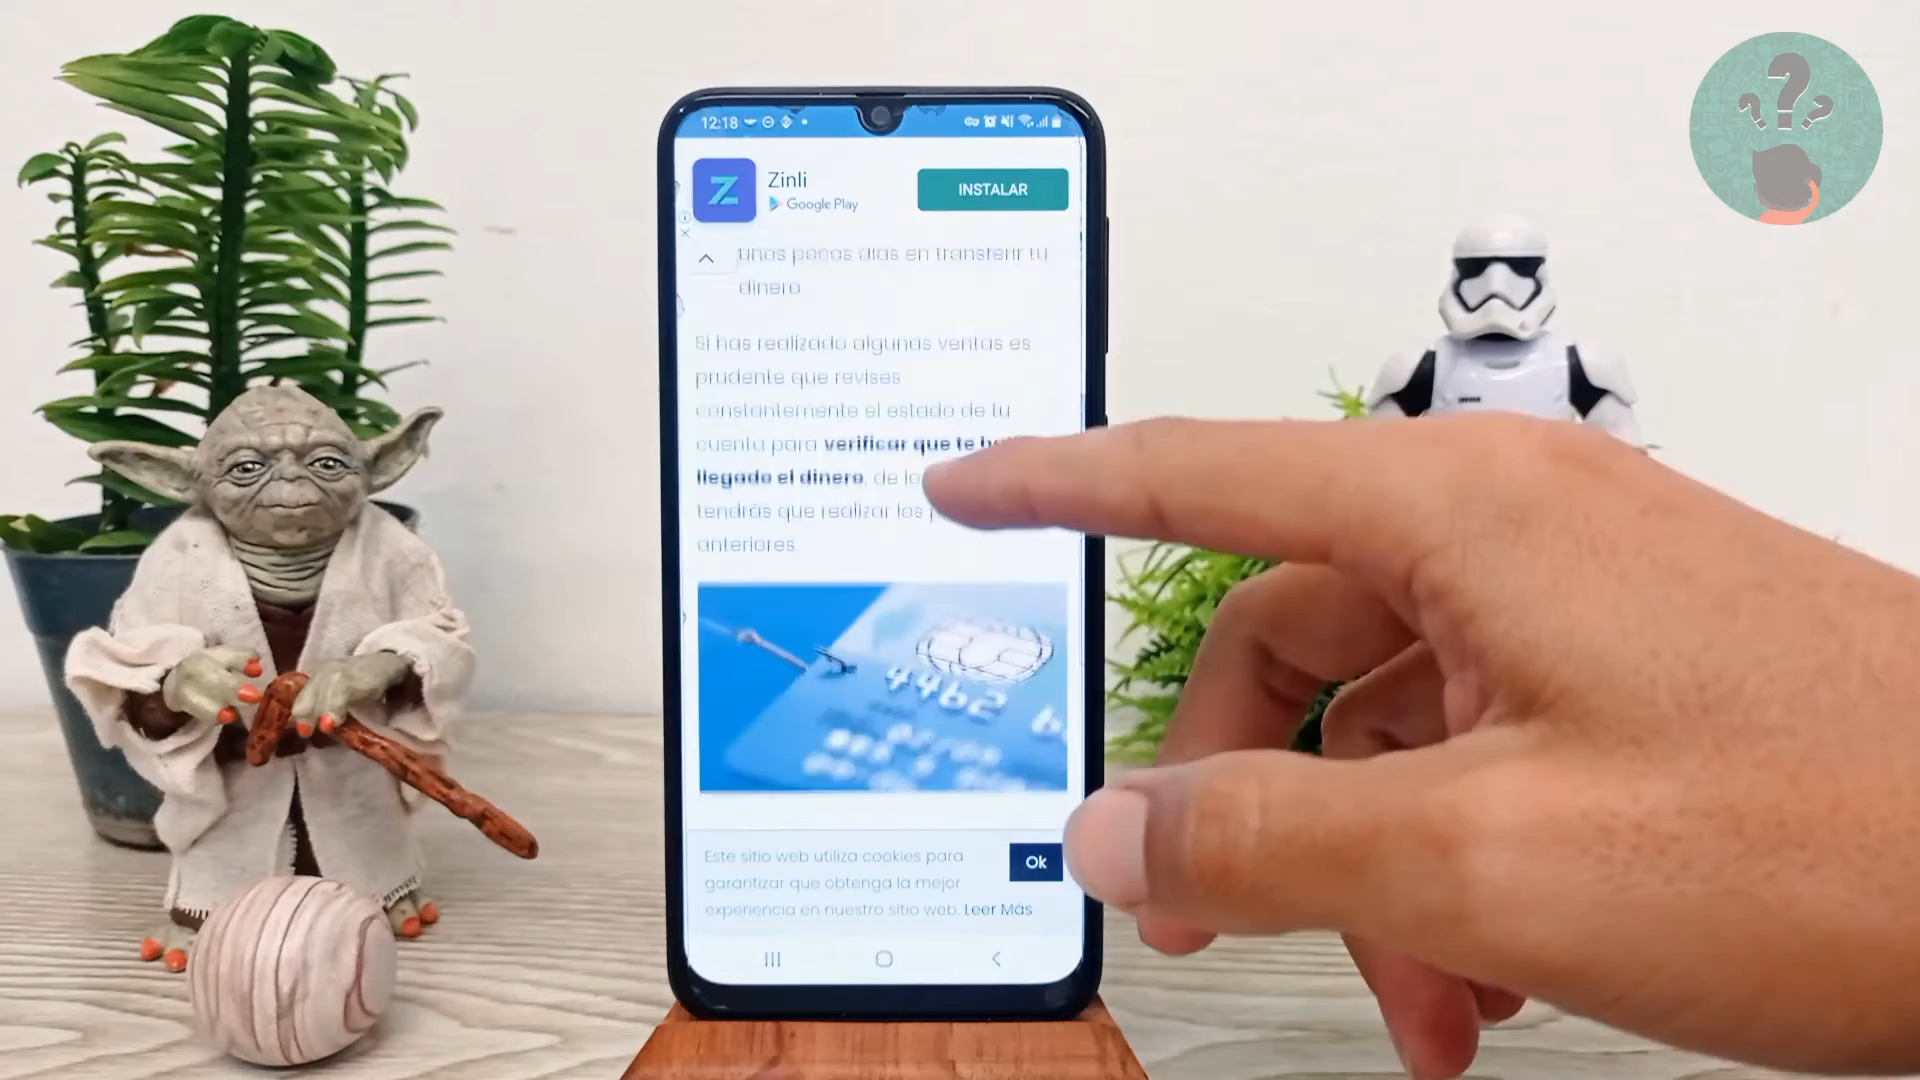 12:18
Zinli
Google Play
INSTALAR
unos pocos días en transferir tu
dinero
Si has realizado algunas ventas es
prudente que revises
constantemente el estado de tu
cuenta para verificar que te
llegado el dinero, de lo
tendrás que realizar los
anteriores.
4462
Este sitio web utiliza cookies para
garantizar que obtenga la mejor
experiencia en nuestro sitio web. Leer Más
Ok